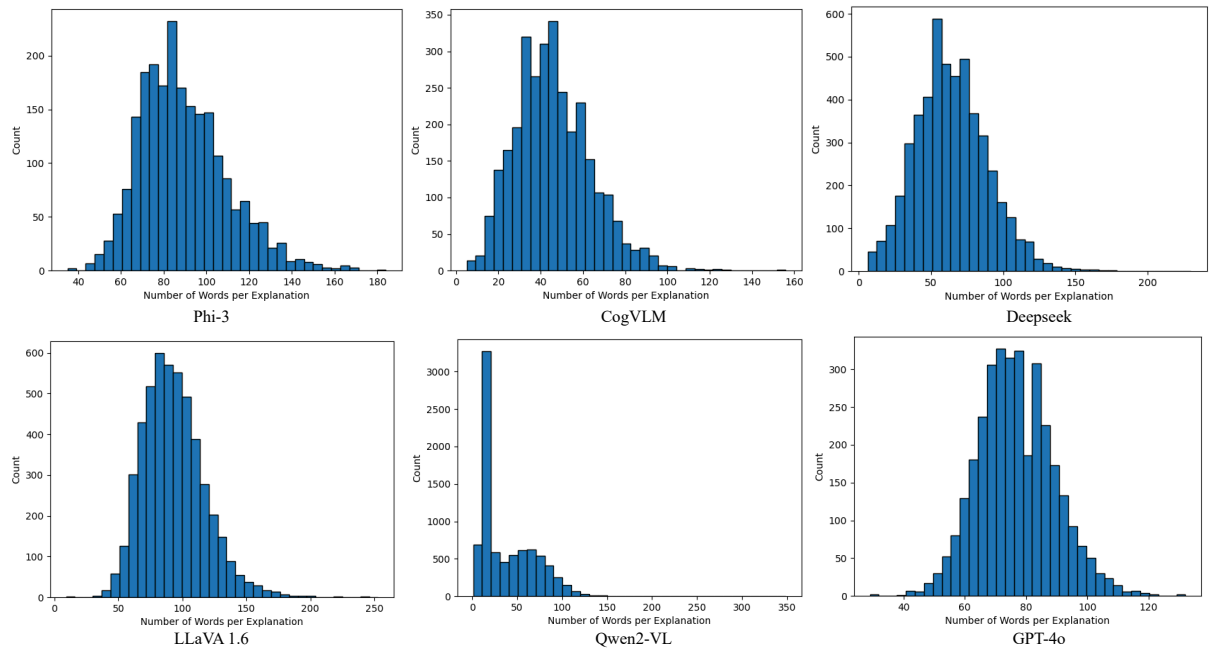 200
150
100
50
0
Count
40 60 80 100 120 140 160 180
Number of Words per Explanation
Phi-3
350
300
250
200
150
100
50
0
Count
0 20 40 60 80 100 120 140 160
Number of Words per Explanation
CogVLM
600
500
400
300
200
100
0
Count
0 50 100 150 200
Number of Words per Explanation
Deepseek
600
500
400
300
200
100
0
Count
0 50 100 150 200 250
Number of Words per Explanation
LLaVA 1.6
3000
2500
2000
1500
1000
500
0
Count
0 50 100 150 200 250 300 350
Number of Words per Explanation
Qwen2-VL
300
250
200
150
100
50
0
Count
40 60 80 100 120
Number of Words per Explanation
GPT-4o